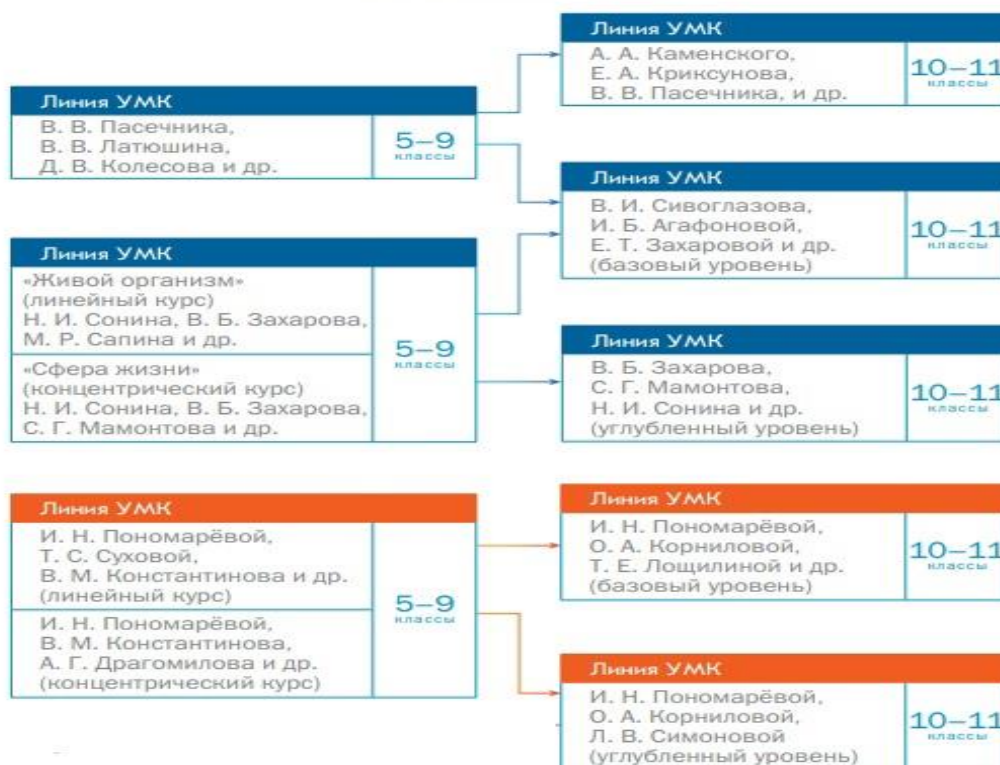 Линия УМК
В. В. Пасечника,
В. В. Латюшина,
Д. В. Колесова и др.
5–9
классы
Линия УМК
«Живой организм»
(линейный курс)
Н. И. Сонина, В. Б. Захарова,
М. Р. Сапина и др.
«Сфера жизни»
(концентрический курс)
Н. И. Сонина, В. Б. Захарова,
С. Г. Мамонтова и др.
5–9
классы
Линия УМК
И. Н. Пономарёвой,
Т. С. Суховой,
В. М. Константинова и др.
(линейный курс)
И. Н. Пономарёвой,
В. М. Константинова,
А. Г. Драгомилова и др.
(концентрический курс)
5–9
классы
Линия УМК
А. А. Каменского,
Е. А. Криксунова,
В. В. Пасечника, и др.
10–11
классы
Линия УМК
В. И. Сивоглазова,
И. Б. Агафоновой,
Е. Т. Захаровой и др.
(базовый уровень)
10–11
классы
Линия УМК
В. Б. Захарова,
С. Г. Мамонтова,
Н. И. Сонина и др.
(углубленный уровень)
10–11
классы
Линия УМК
И. Н. Пономарёвой,
О. А. Корниловой,
Т. Е. Лощилиной и др.
(базовый уровень)
10–11
классы
Линия УМК
И. Н. Пономарёвой,
О. А. Корниловой,
Л. В. Симоновой
(углубленный уровень)
10–11
классы